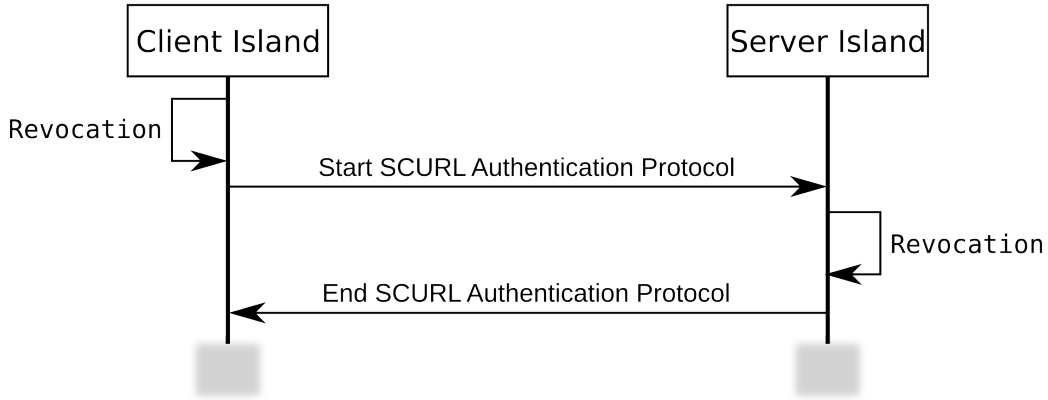 Client Island
Server Island
Revocation
Start SCURL Authentication Protocol
Revocation
End SCURL Authentication Protocol